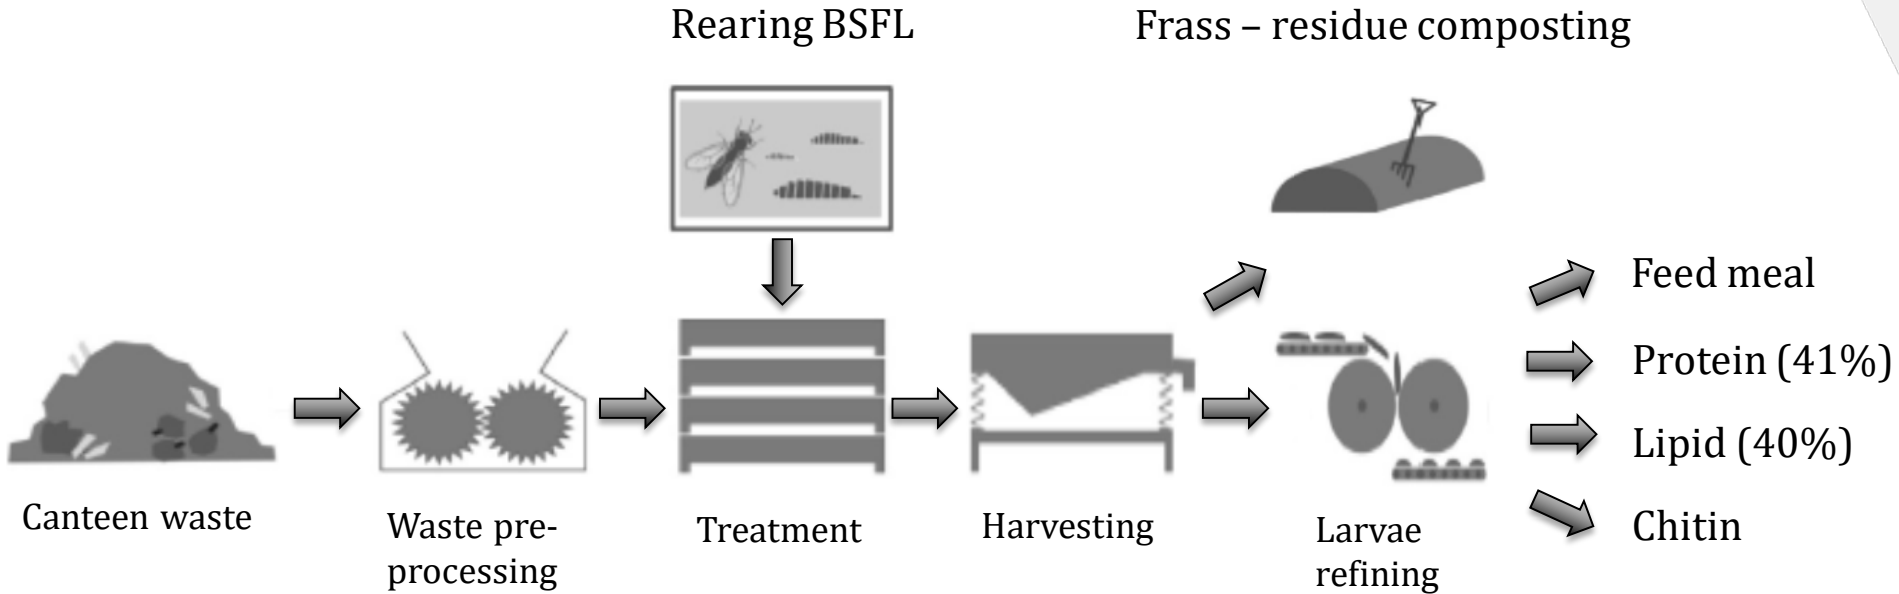 Rearing BSFL
Frass – residue composting
Feed meal
Protein (41%)
Lipid (40%)
Chitin
Canteen waste
Waste pre-
processing
Treatment
Harvesting
Larvae
refining